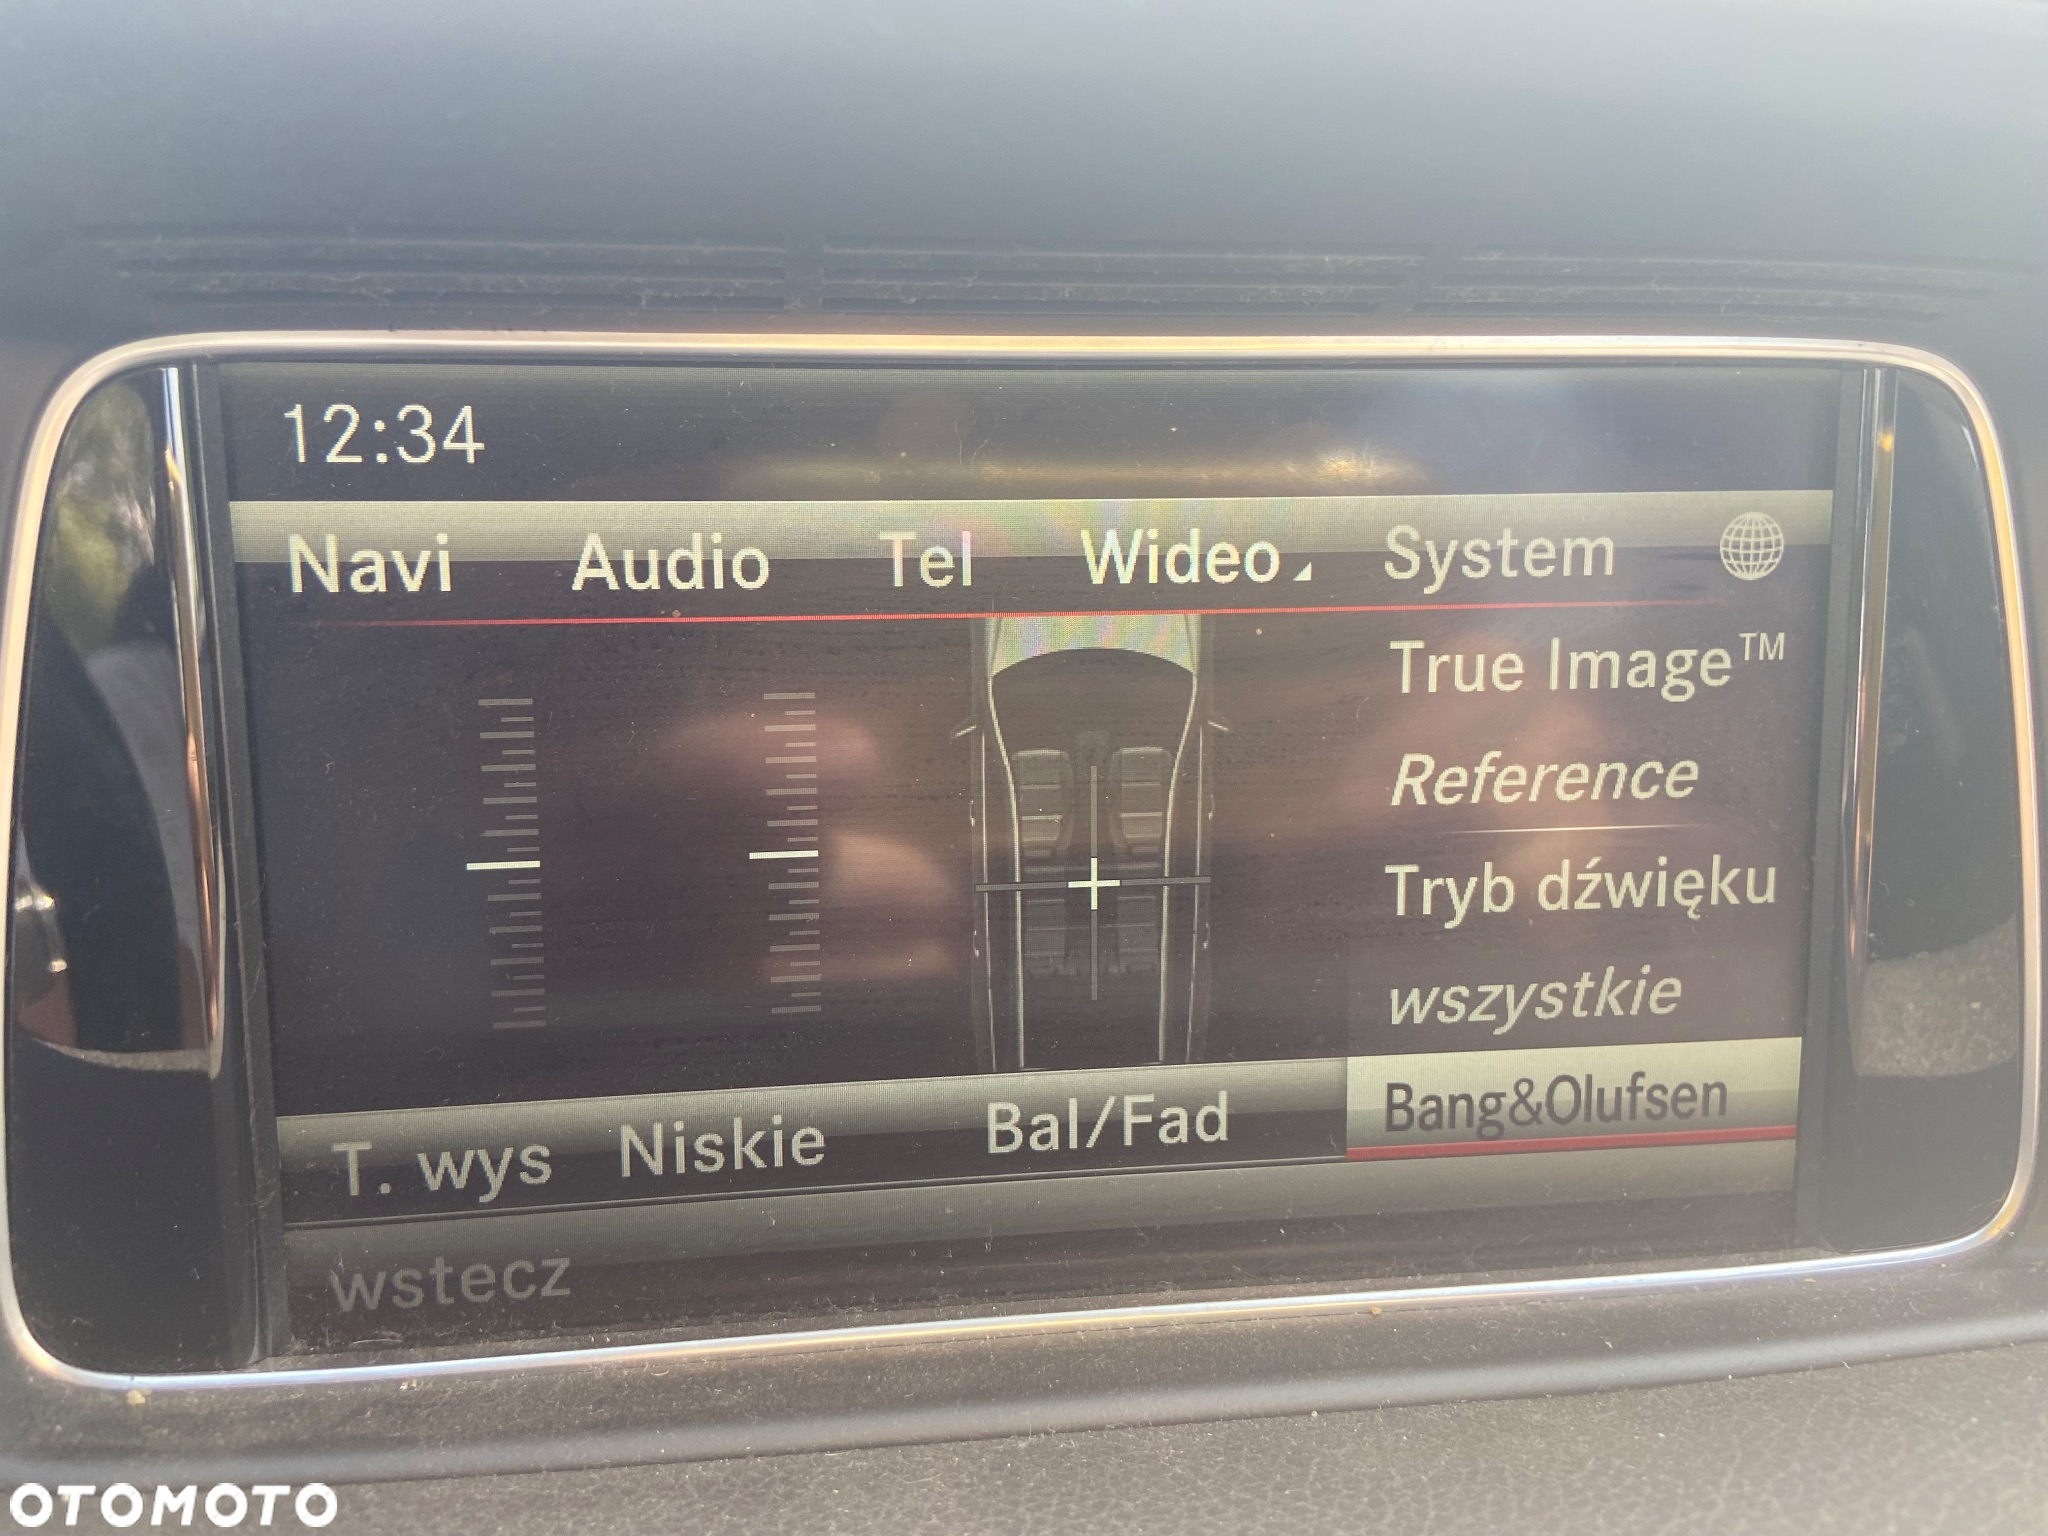 12:34
Navi Audio Tel Wideo System
True Image™
Reference
Tryb dźwięku
wszystkie
T. wys Niskie Bal/Fad Bang&Olufsen
wstecz
OTOMOTO